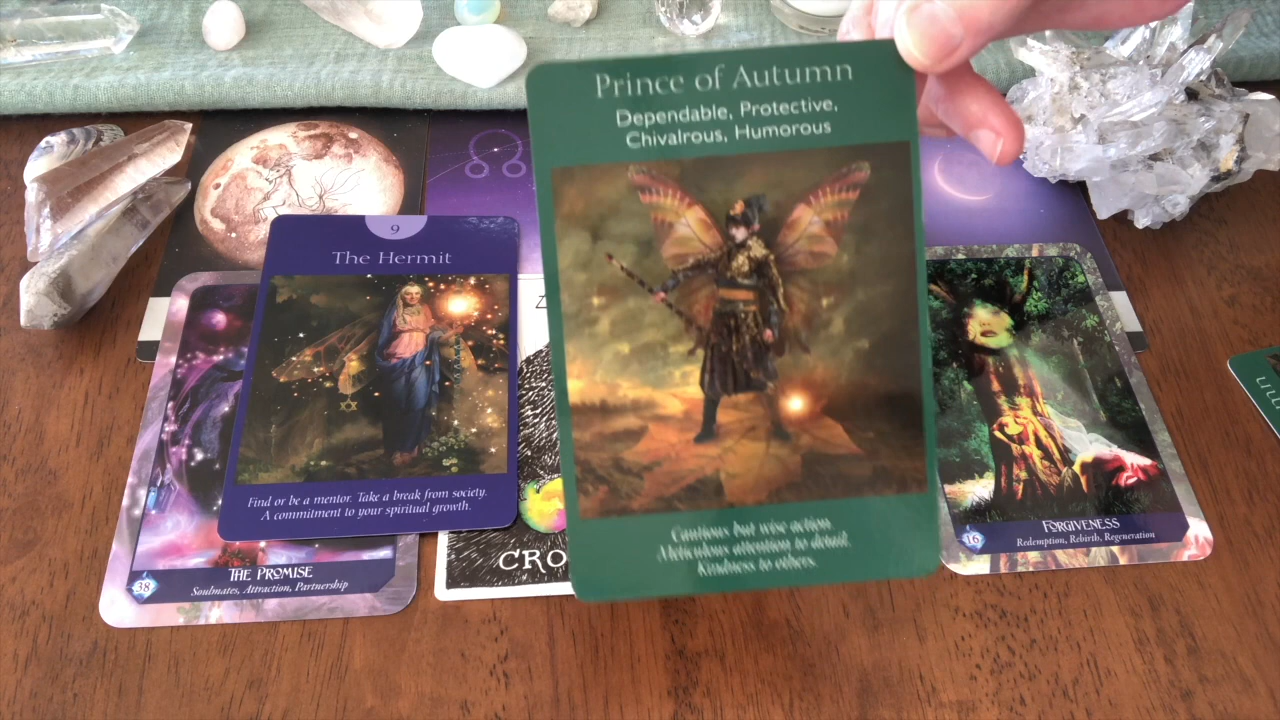 Prince of Autumn
Dependable, Protective,
Chivalrous, Humorous
Cautious but wise action.
Meticulous attention to detail.
Kindness to others.
9
The Hermit
Find or be a mentor. Take a break from society.
A commitment to your spiritual growth.
38
THE PROMISE
Soulmates, Attraction, Partnership
CRO
16
FORGIVENESS
Redemption, Rebirth, Regeneration